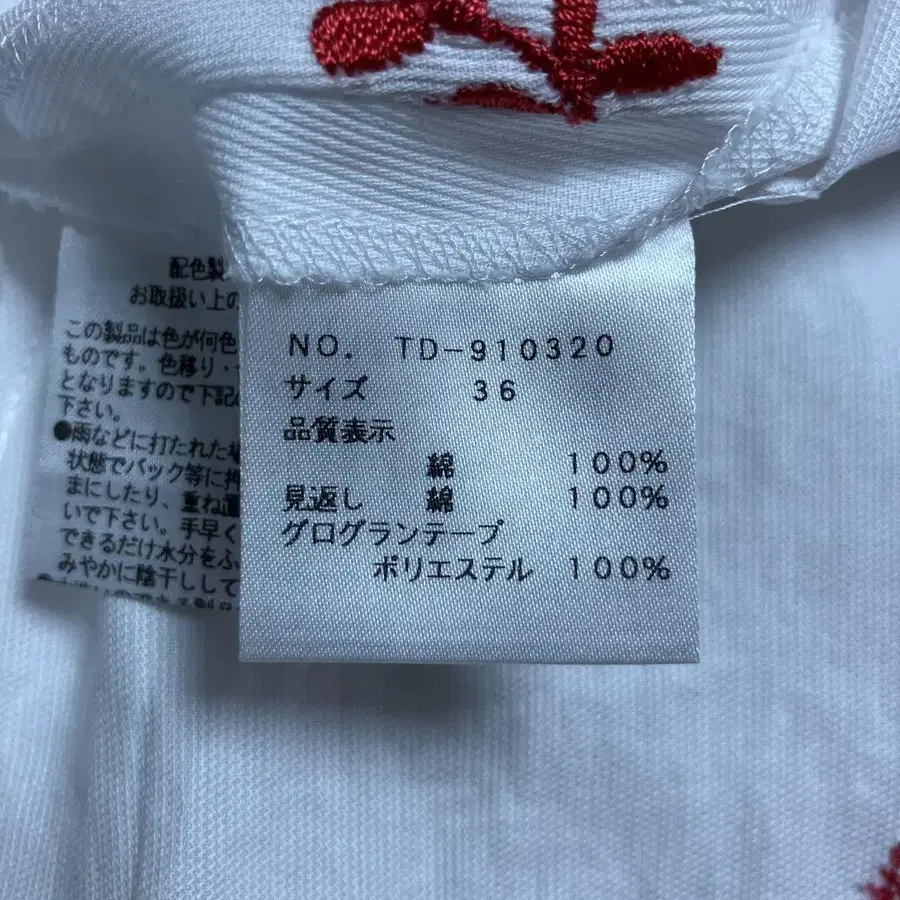 NO. TD-910320
サイズ 36
品質表示
綿 100%
見返し 綿 100%
グログランテープ
ポリエステル 100%
配色製
お取扱い上の
この製品は色が何色
ものです。色移り・
となりますので下記の
下さい。
●雨などに打たれた場
状態でバック等に押
まにしたり、重ね置
いで下さい。手早く
できるだけ水分をふ
みやかに陰干しして